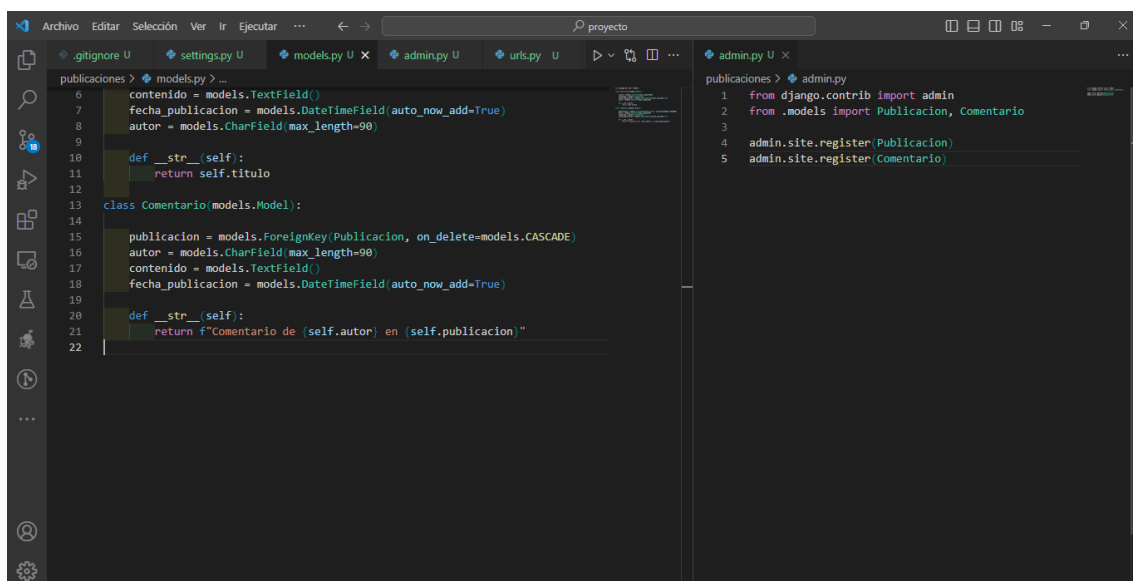 Archivo Editar Selección Ver Ir Ejecutar ··· proyecto
.gitignore U settings.py U models.py U admin.py U urls.py U ···
publicaciones > models.py > ...
6 contenido = models.TextField()
7 fecha_publicacion = models.DateTimeField(auto_now_add=True)
8 autor = models.CharField(max_length=90)
9
10 def __str__(self):
11 return self.titulo
12
13 class Comentario(models.Model):
14
15 publicacion = models.ForeignKey(Publicacion, on_delete=models.CASCADE)
16 autor = models.CharField(max_length=90)
17 contenido = models.TextField()
18 fecha_publicacion = models.DateTimeField(auto_now_add=True)
19
20 def __str__(self):
21 return f"Comentario de {self.autor} en {self.publicacion}"
22
admin.py U ···
publicaciones > admin.py
1 from django.contrib import admin
2 from .models import Publicacion, Comentario
3
4 admin.site.register(Publicacion)
5 admin.site.register(Comentario)
18